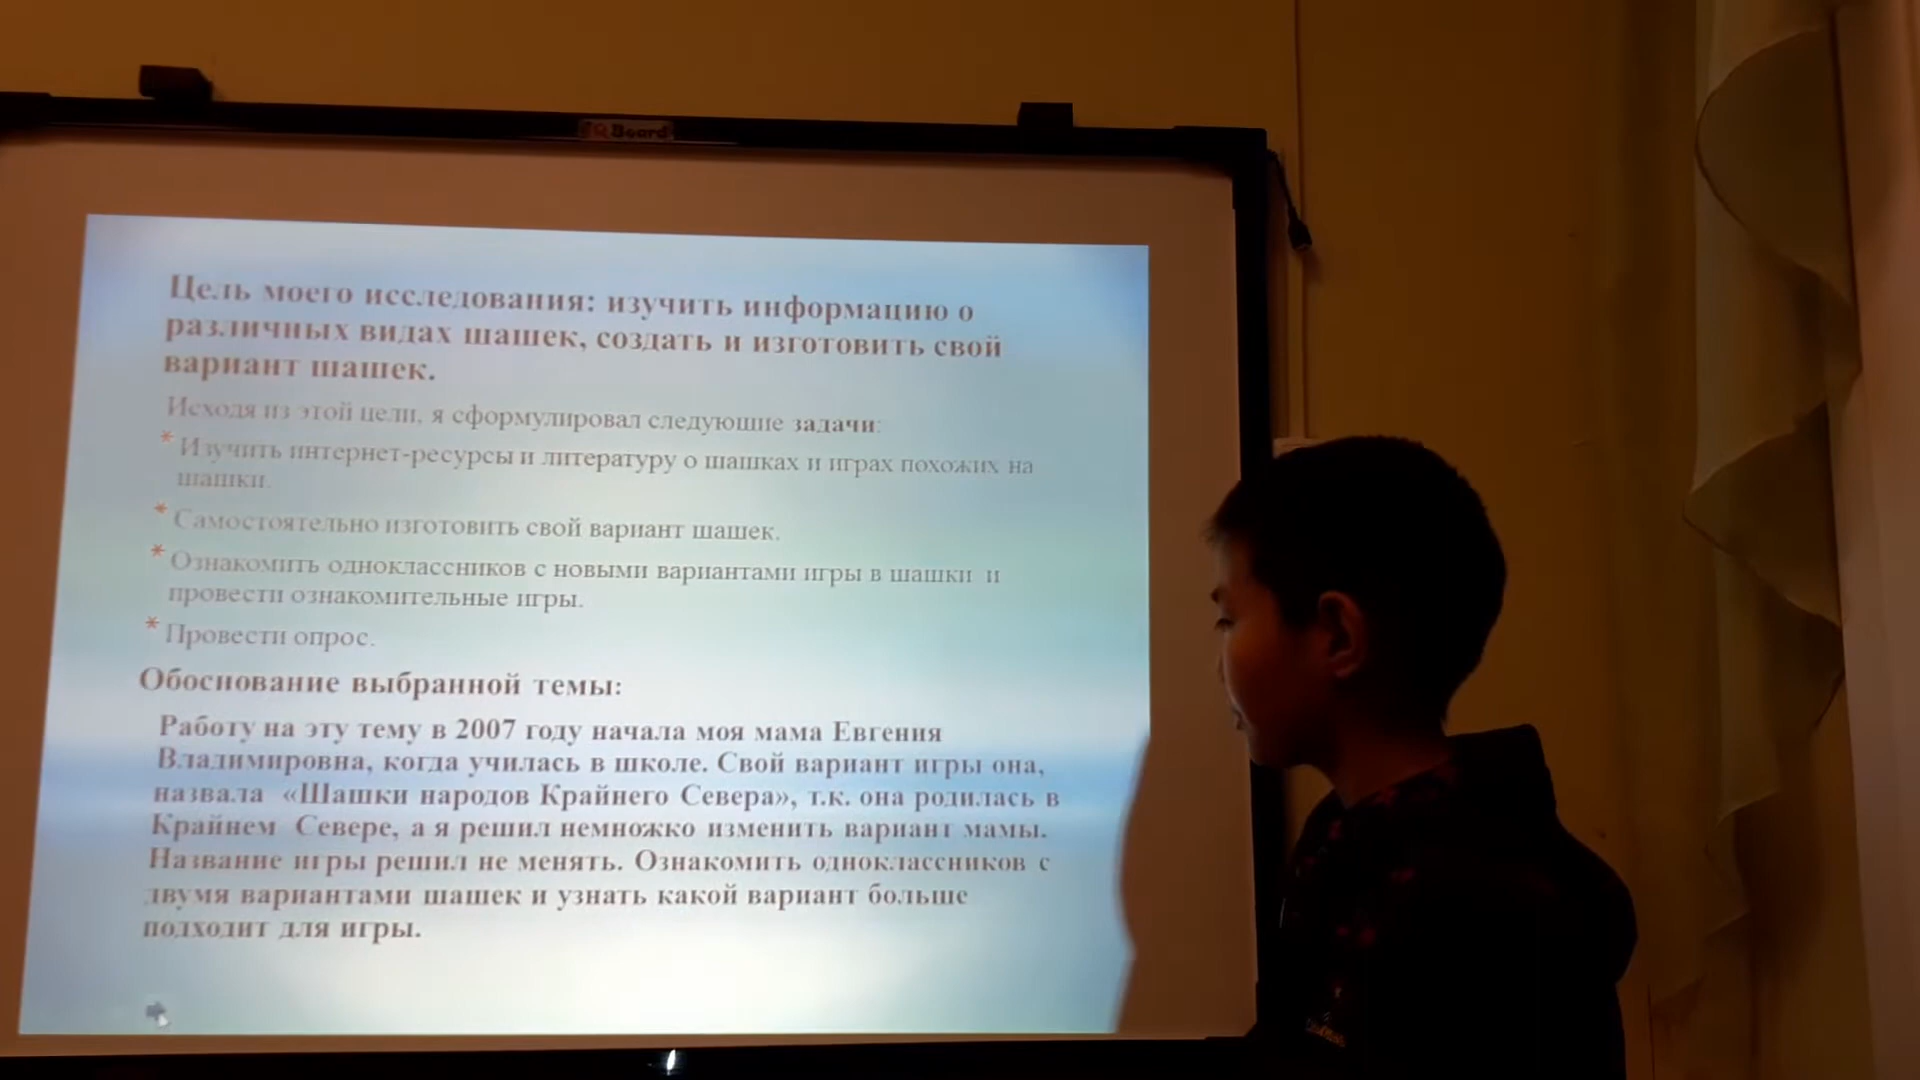 IQBoard
Цель моего исследования: изучить информацию о
различных видах шашек, создать и изготовить свой
вариант шашек.
Исходя из этой цели, я сформулировал следующие задачи:
* Изучить интернет-ресурсы и литературу о шашках и играх похожих на
шашки.
* Самостоятельно изготовить свой вариант шашек.
* Ознакомить одноклассников с новыми вариантами игры в шашки и
провести ознакомительные игры.
* Провести опрос.
Обоснование выбранной темы:
Работу на эту тему в 2007 году начала моя мама Евгения
Владимировна, когда училась в школе. Свой вариант игры она,
назвала «Шашки народов Крайнего Севера», т.к. она родилась в
Крайнем Севере, а я решил немножко изменить вариант мамы.
Название игры решил не менять. Ознакомить одноклассников с
двумя вариантами шашек и узнать какой вариант больше
подходит для игры.